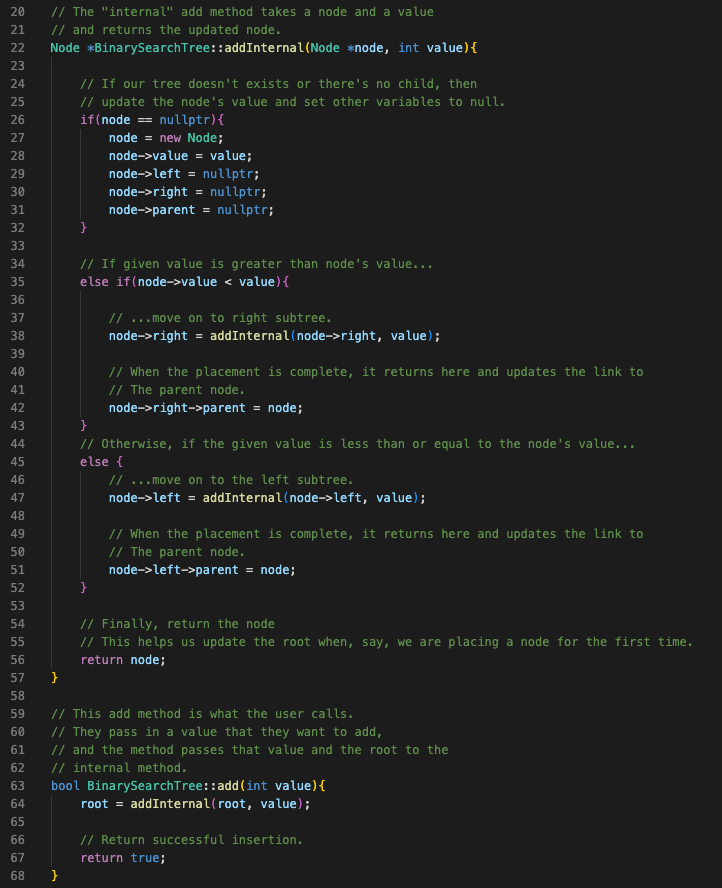 20 // The "internal" add method takes a node and a value
21 // and returns the updated node.
22 Node *BinarySearchTree::addInternal(Node *node, int value){
23
24 // If our tree doesn't exists or there's no child, then
25 // update the node's value and set other variables to null.
26 if(node == nullptr){
27 node = new Node;
28 node->value = value;
29 node->left = nullptr;
30 node->right = nullptr;
31 node->parent = nullptr;
32 }
33
34 // If given value is greater than node's value...
35 else if(node->value < value){
36
37 // ...move on to right subtree.
38 node->right = addInternal(node->right, value);
39
40 // When the placement is complete, it returns here and updates the link to
41 // The parent node.
42 node->right->parent = node;
43 }
44 // Otherwise, if the given value is less than or equal to the node's value...
45 else {
46 // ...move on to the left subtree.
47 node->left = addInternal(node->left, value);
48
49 // When the placement is complete, it returns here and updates the link to
50 // The parent node.
51 node->left->parent = node;
52 }
53
54 // Finally, return the node
55 // This helps us update the root when, say, we are placing a node for the first time.
56 return node;
57 }
58
59 // This add method is what the user calls.
60 // They pass in a value that they want to add,
61 // and the method passes that value and the root to the
62 // internal method.
63 bool BinarySearchTree::add(int value){
64 root = addInternal(root, value);
65
66 // Return successful insertion.
67 return true;
68 }